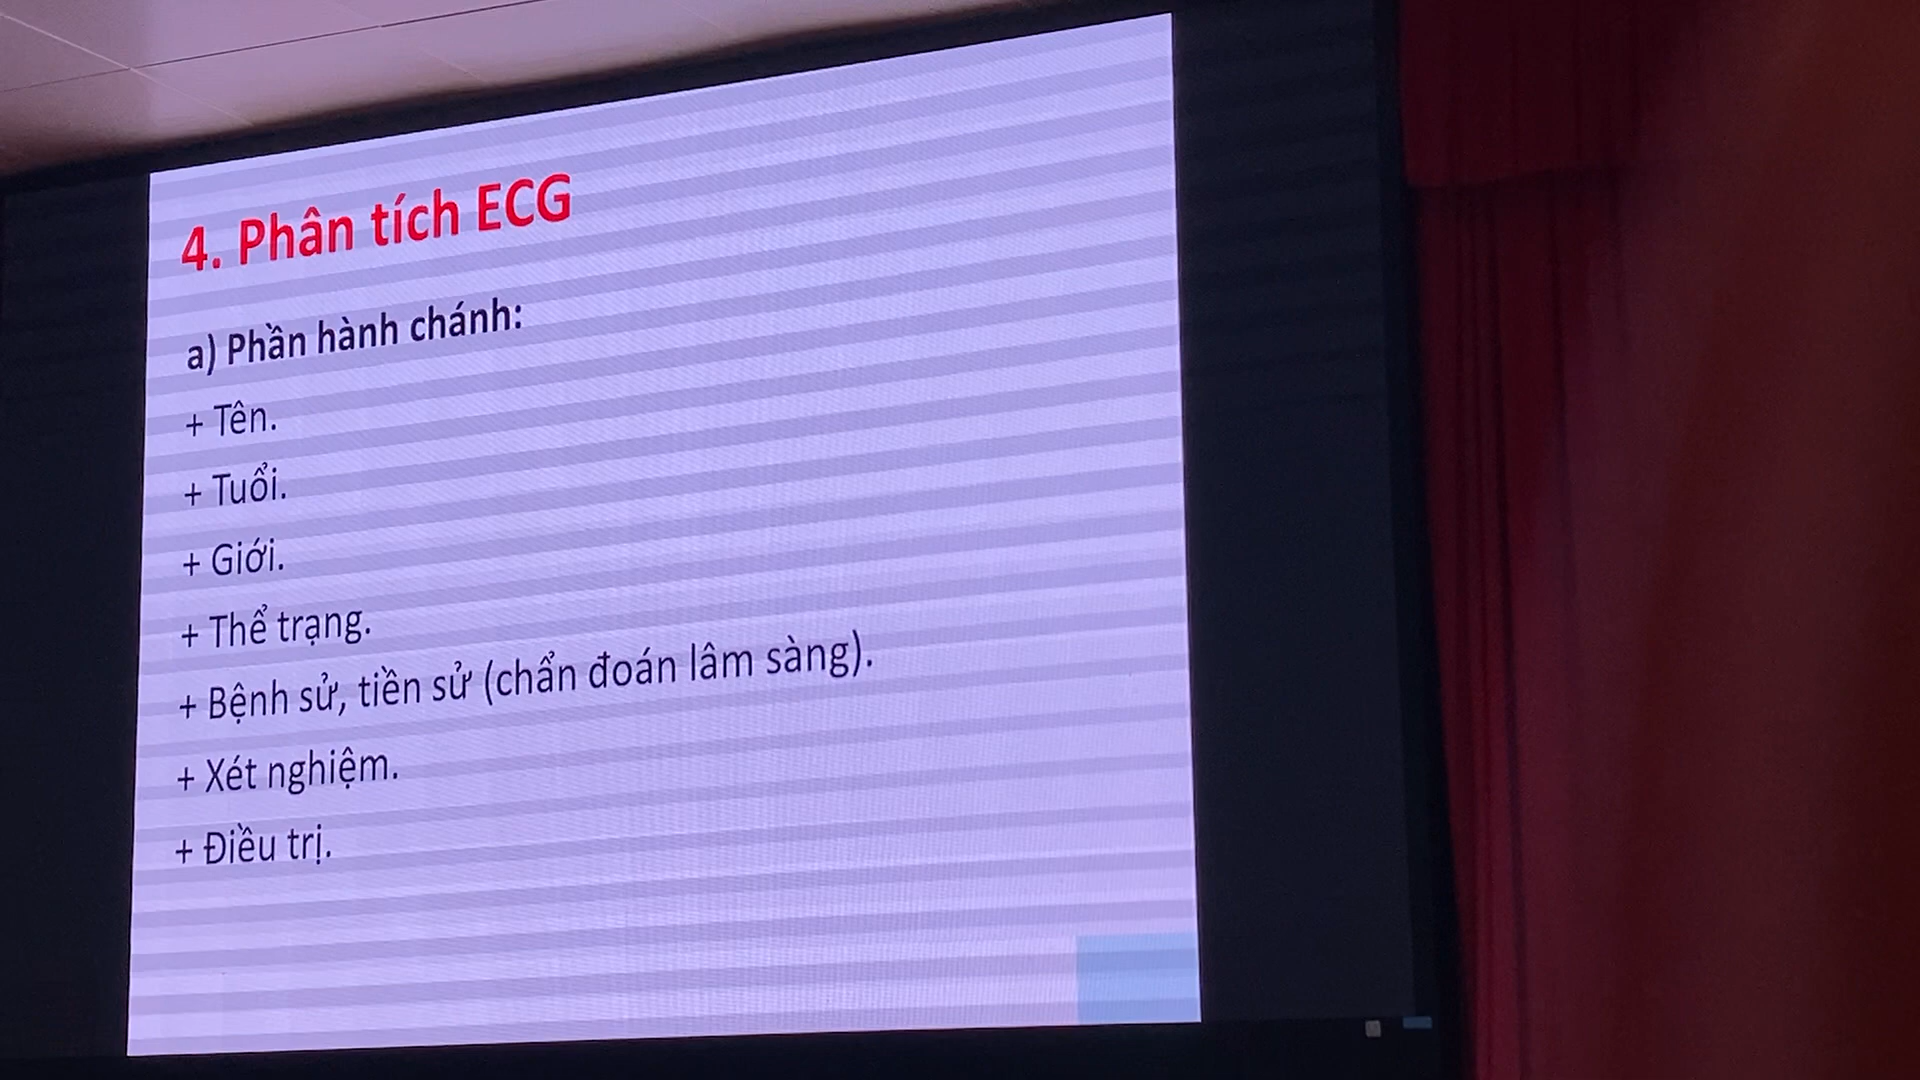 4. Phân tích ECG
a) Phần hành chánh:
+ Tên.
+ Tuổi.
+ Giới.
+ Thể trạng.
+ Bệnh sử, tiền sử (chẩn đoán lâm sàng).
+ Xét nghiệm.
+ Điều trị.